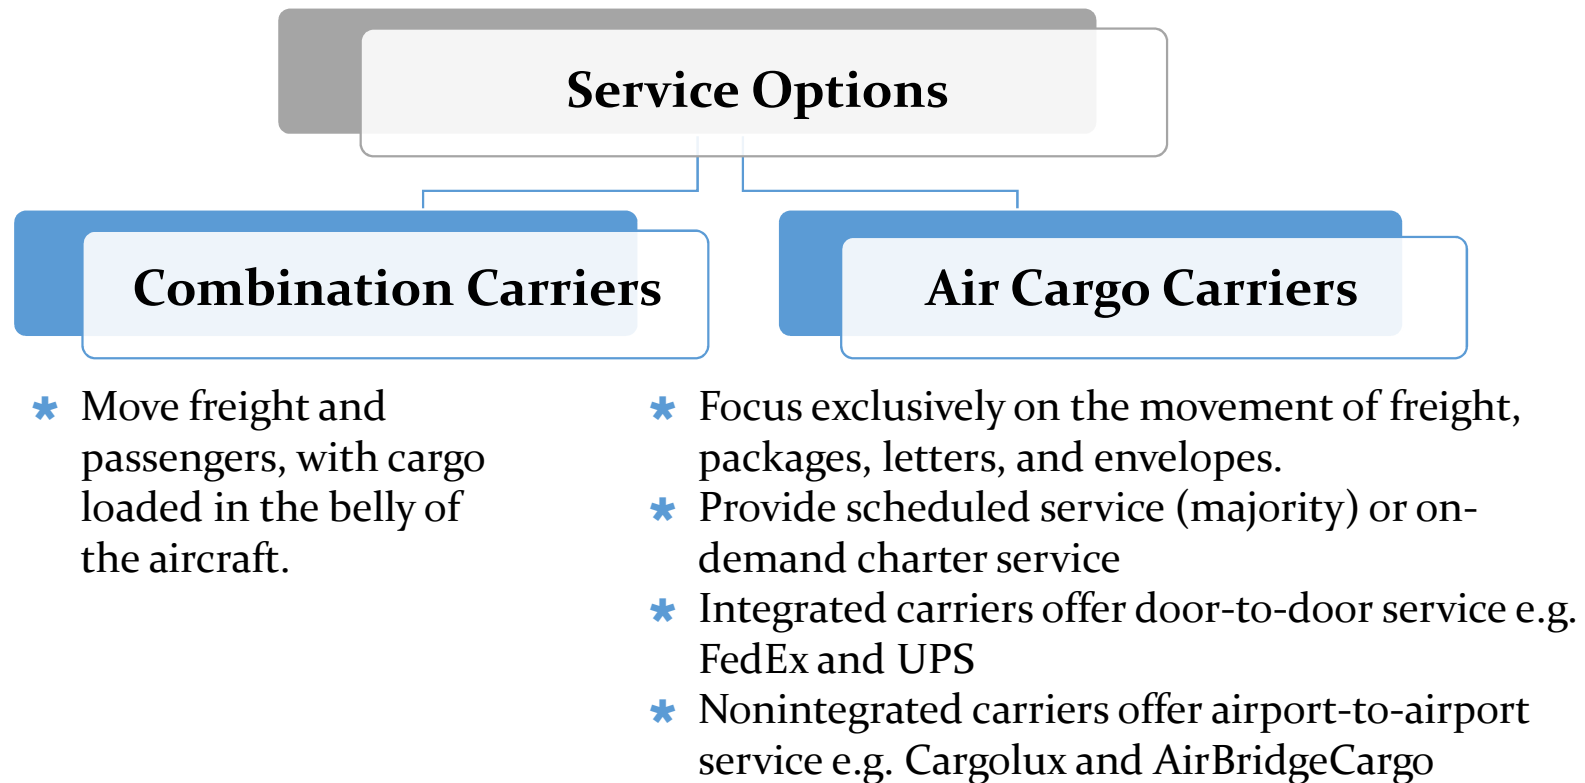 Service Options
Combination Carriers
Air Cargo Carriers
* Move freight and
passengers, with cargo
loaded in the belly of
the aircraft.
* Focus exclusively on the movement of freight,
packages, letters, and envelopes.
* Provide scheduled service (majority) or on-
demand charter service
* Integrated carriers offer door-to-door service e.g.
FedEx and UPS
* Nonintegrated carriers offer airport-to-airport
service e.g. Cargolux and AirBridgeCargo